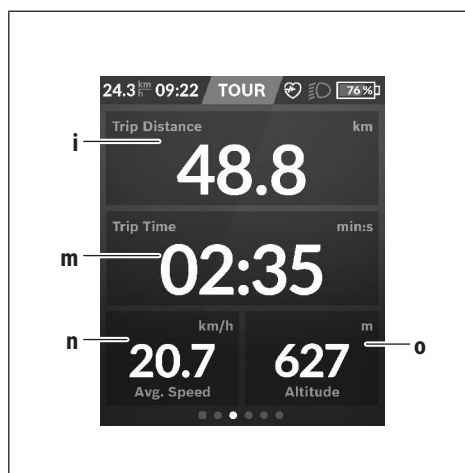 24.3 km/h 09:22 TOUR 76 %
Trip Distance km
i
48.8
Trip Time min:s
m
02:35
km/h m
n
20.7 627
o
Avg. Speed Altitude